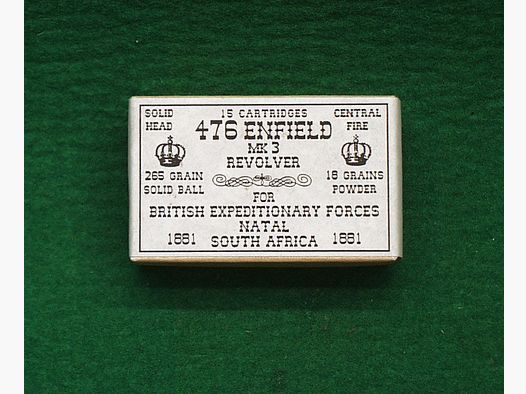 SOLID 15 CARTRIDGES CENTRAL
HEAD 476 ENFIELD FIRE
MK 3
REVOLVER
265 GRAIN 18 GRAINS
SOLID BALL POWDER
FOR
BRITISH EXPEDITIONARY FORCES
NATAL
1881 SOUTH AFRICA 1881